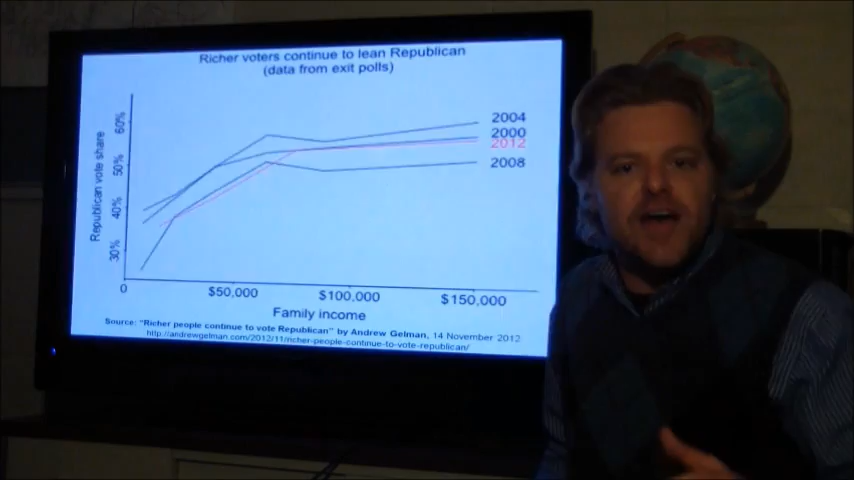 Richer voters continue to lean Republican
(data from exit polls)
Republican vote share
60%
50%
40%
30%
2004
2000
2012
2008
0
$50,000
$100,000
$150,000
Family income
Source: "Richer people continue to vote Republican" by Andrew Gelman, 14 November 2012
http://andrewgelman.com/2012/11/richer-people-continue-to-vote-republican/